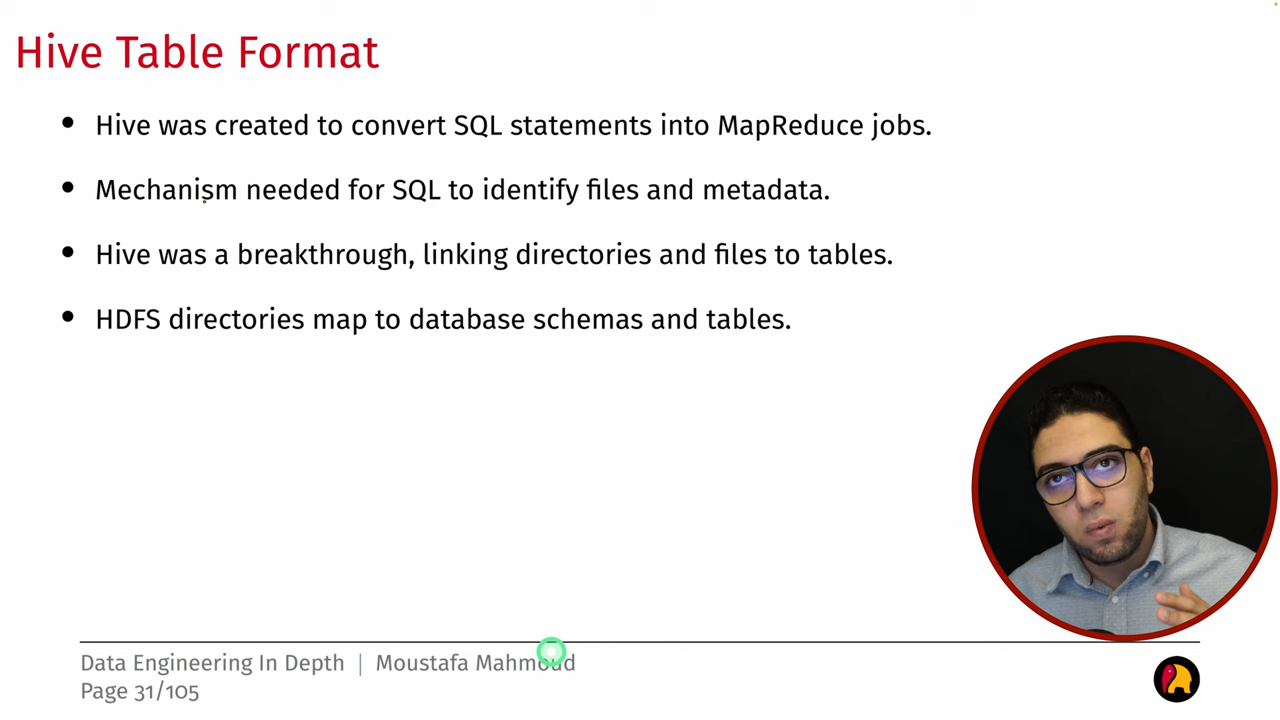 Hive Table Format
• Hive was created to convert SQL statements into MapReduce jobs.
• Mechanism needed for SQL to identify files and metadata.
• Hive was a breakthrough, linking directories and files to tables.
• HDFS directories map to database schemas and tables.
Data Engineering In Depth | Moustafa Mahmoud
Page 31/105